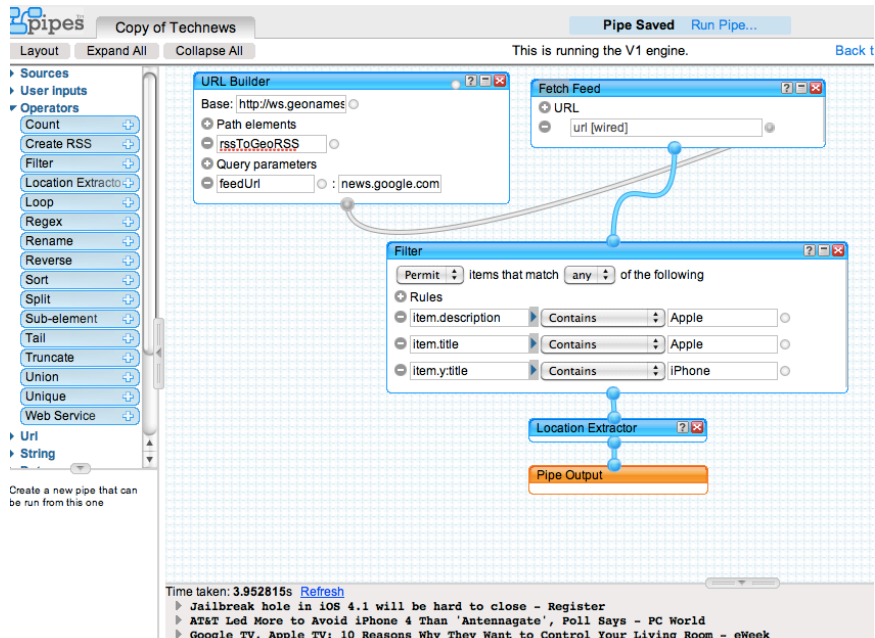 pipes Copy of Technews Pipe Saved Run Pipe...
Layout Expand All Collapse All This is running the V1 engine. Back t
Sources
User inputs
Operators
Count
Create RSS
Filter
Location Extracto
Loop
Regex
Rename
Reverse
Sort
Split
Sub-element
Tail
Truncate
Union
Unique
Web Service
Url
String
Create a new pipe that can
be run from this one
URL Builder
Base: http://ws.geonames
Path elements
rssToGeoRSS
Query parameters
feedUrl : news.google.com
Fetch Feed
URL
url [wired]
Filter
Permit items that match any of the following
Rules
item.description Contains Apple
item.title Contains Apple
item.y:title Contains iPhone
Location Extractor
Pipe Output
Time taken: 3.952815s Refresh
Jailbreak hole in iOS 4.1 will be hard to close - Register
AT&T Led More to Avoid iPhone 4 Than 'Antennagate', Poll Says - PC World
Google TV, Apple TV: 10 Reasons Why They Want to Control Your Living Room - eWeek